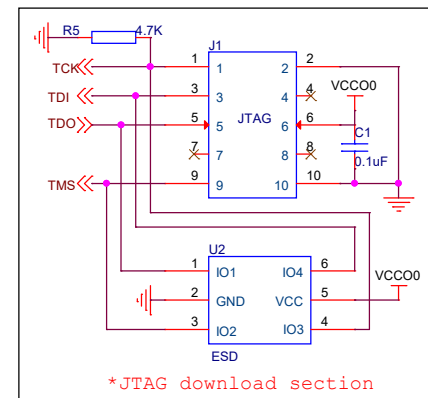 R5 4.7K
J1
TCK 1 1 2 2
VCCO0
TDI 3 3 4 4
TDO 5 5 JTAG 6 6
C1
7 7 8 8
0.1uF
TMS 9 9 10 10
U2
1 IO1 IO4 6
VCCO0
2 GND VCC 5
3 IO2 IO3 4
ESD
*JTAG download section